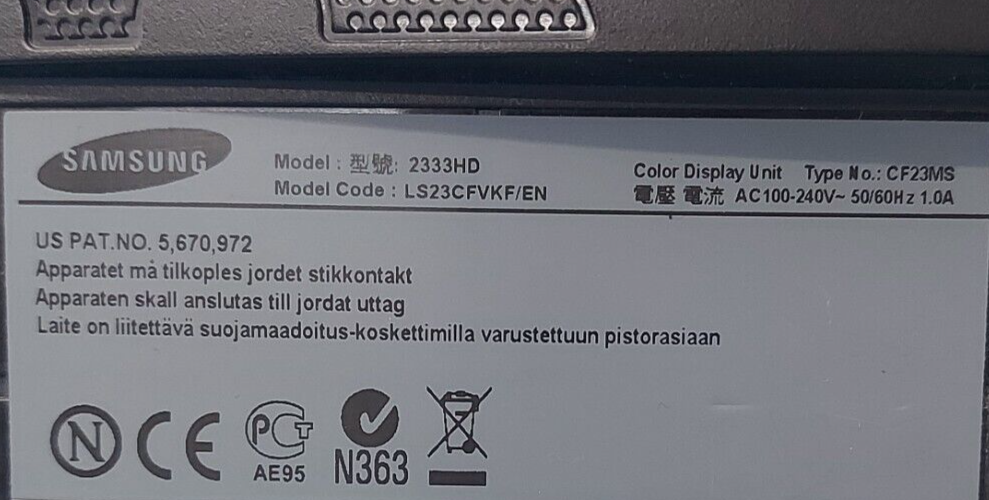 SAMSUNG
Model : 型號: 2333HD
Model Code : LS23CFVKF/EN
Color Display Unit Type No.: CF23MS
電壓 電流 AC100-240V~ 50/60Hz 1.0A
US PAT.NO. 5,670,972
Apparatet må tilkoples jordet stikkontakt
Apparaten skall anslutas till jordat uttag
Laite on liitettävä suojamaadoitus-koskettimilla varustettuun pistorasiaan
N CE PCT
AE95
N363